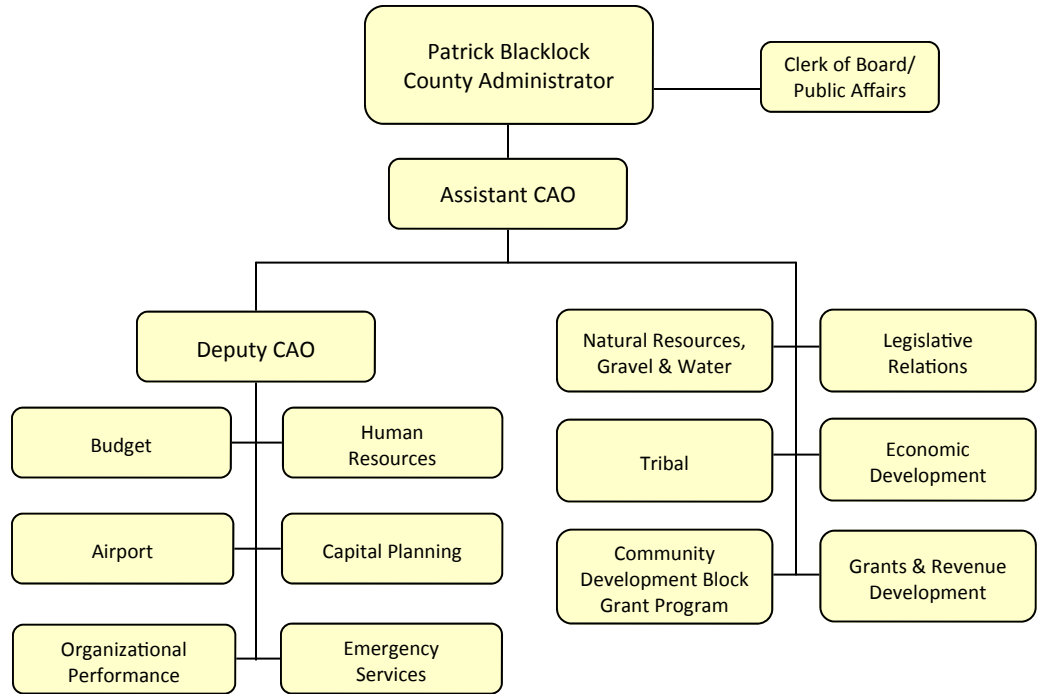 Patrick Blacklock
County Administrator
Clerk of Board/
Public Affairs
Assistant CAO
Deputy CAO
Budget
Human
Resources
Airport
Capital Planning
Organizational
Performance
Emergency
Services
Natural Resources,
Gravel & Water
Legislative
Relations
Tribal
Economic
Development
Community
Development Block
Grant Program
Grants & Revenue
Development